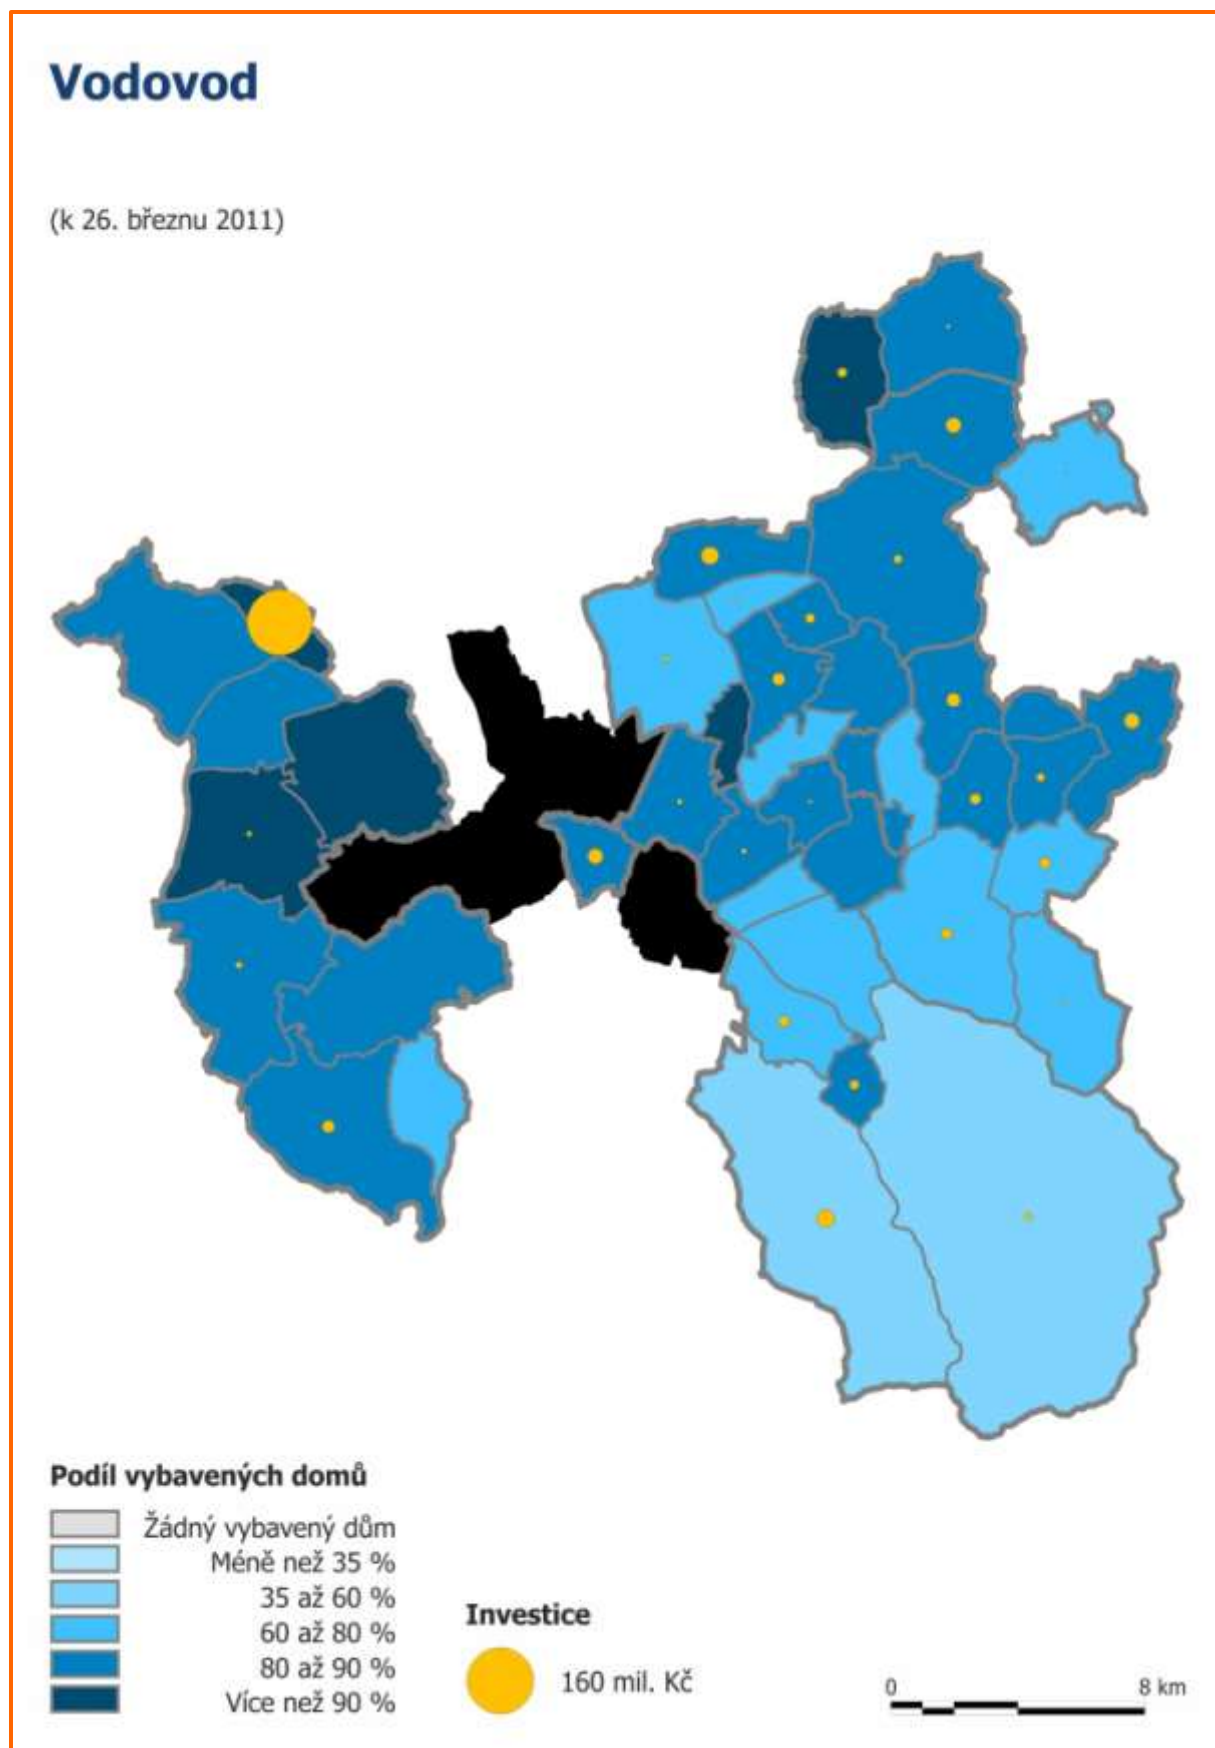 Vodovod
(k 26. březnu 2011)
Podíl vybavených domů
Žádný vybavený dům
Méně než 35 %
35 až 60 %
60 až 80 %
80 až 90 %
Více než 90 %
Investice
160 mil. Kč
0 8 km